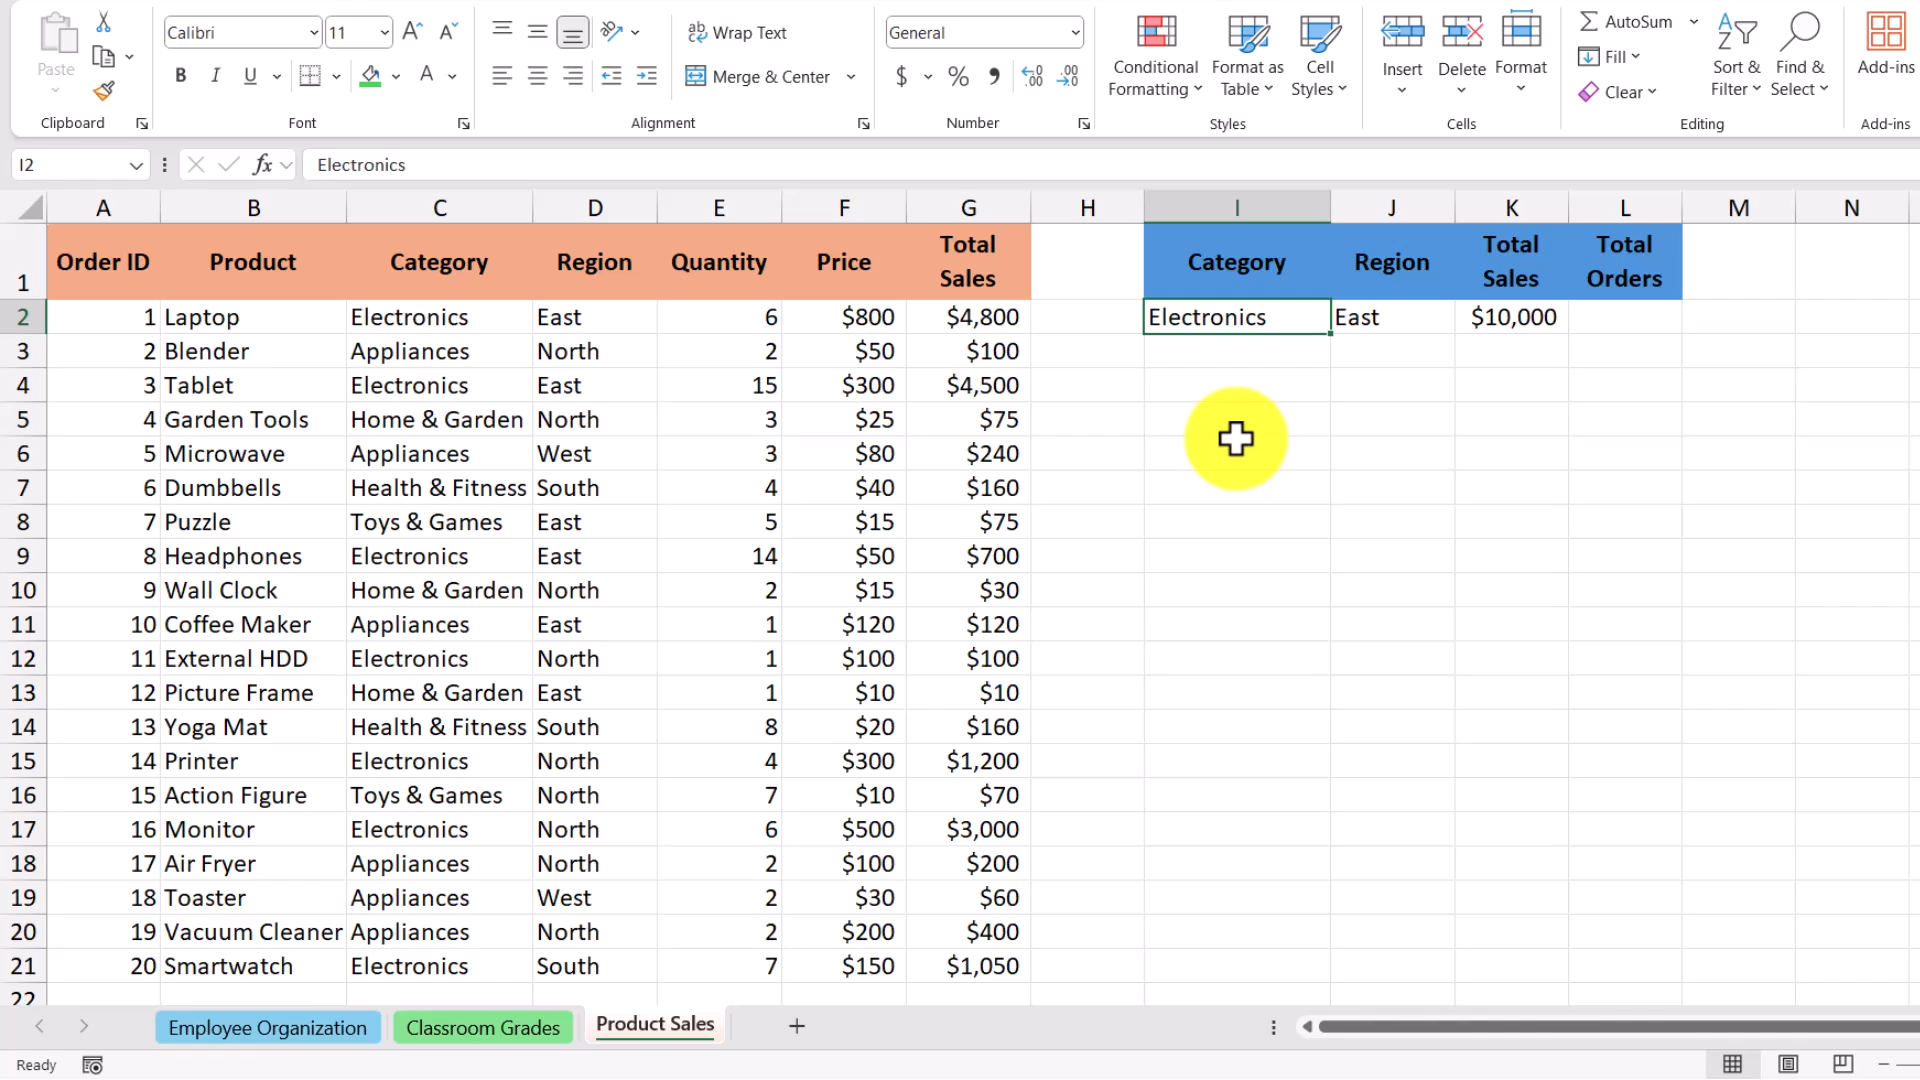 Paste
Clipboard
Calibri 11
B I U A
Font
Wrap Text
Merge & Center
Alignment
General
$ % 9
Number
Conditional Formatting
Format as Table
Cell Styles
Styles
Insert Delete Format
Cells
AutoSum
Fill
Clear
Sort & Filter
Find & Select
Editing
Add-ins
Add-ins
I2 fx Electronics
A B C D E F G H I J K L M N
1 Order ID Product Category Region Quantity Price Total Sales Category Region Total Sales Total Orders
2 1 Laptop Electronics East 6 $800 $4,800 Electronics East $10,000
3 2 Blender Appliances North 2 $50 $100
4 3 Tablet Electronics East 15 $300 $4,500
5 4 Garden Tools Home & Garden North 3 $25 $75
6 5 Microwave Appliances West 3 $80 $240
7 6 Dumbbells Health & Fitness South 4 $40 $160
8 7 Puzzle Toys & Games East 5 $15 $75
9 8 Headphones Electronics East 14 $50 $700
10 9 Wall Clock Home & Garden North 2 $15 $30
11 10 Coffee Maker Appliances East 1 $120 $120
12 11 External HDD Electronics North 1 $100 $100
13 12 Picture Frame Home & Garden East 1 $10 $10
14 13 Yoga Mat Health & Fitness South 8 $20 $160
15 14 Printer Electronics North 4 $300 $1,200
16 15 Action Figure Toys & Games North 7 $10 $70
17 16 Monitor Electronics North 6 $500 $3,000
18 17 Air Fryer Appliances North 2 $100 $200
19 18 Toaster Appliances West 2 $30 $60
20 19 Vacuum Cleaner Appliances North 2 $200 $400
21 20 Smartwatch Electronics South 7 $150 $1,050
22
Employee Organization Classroom Grades Product Sales
Ready